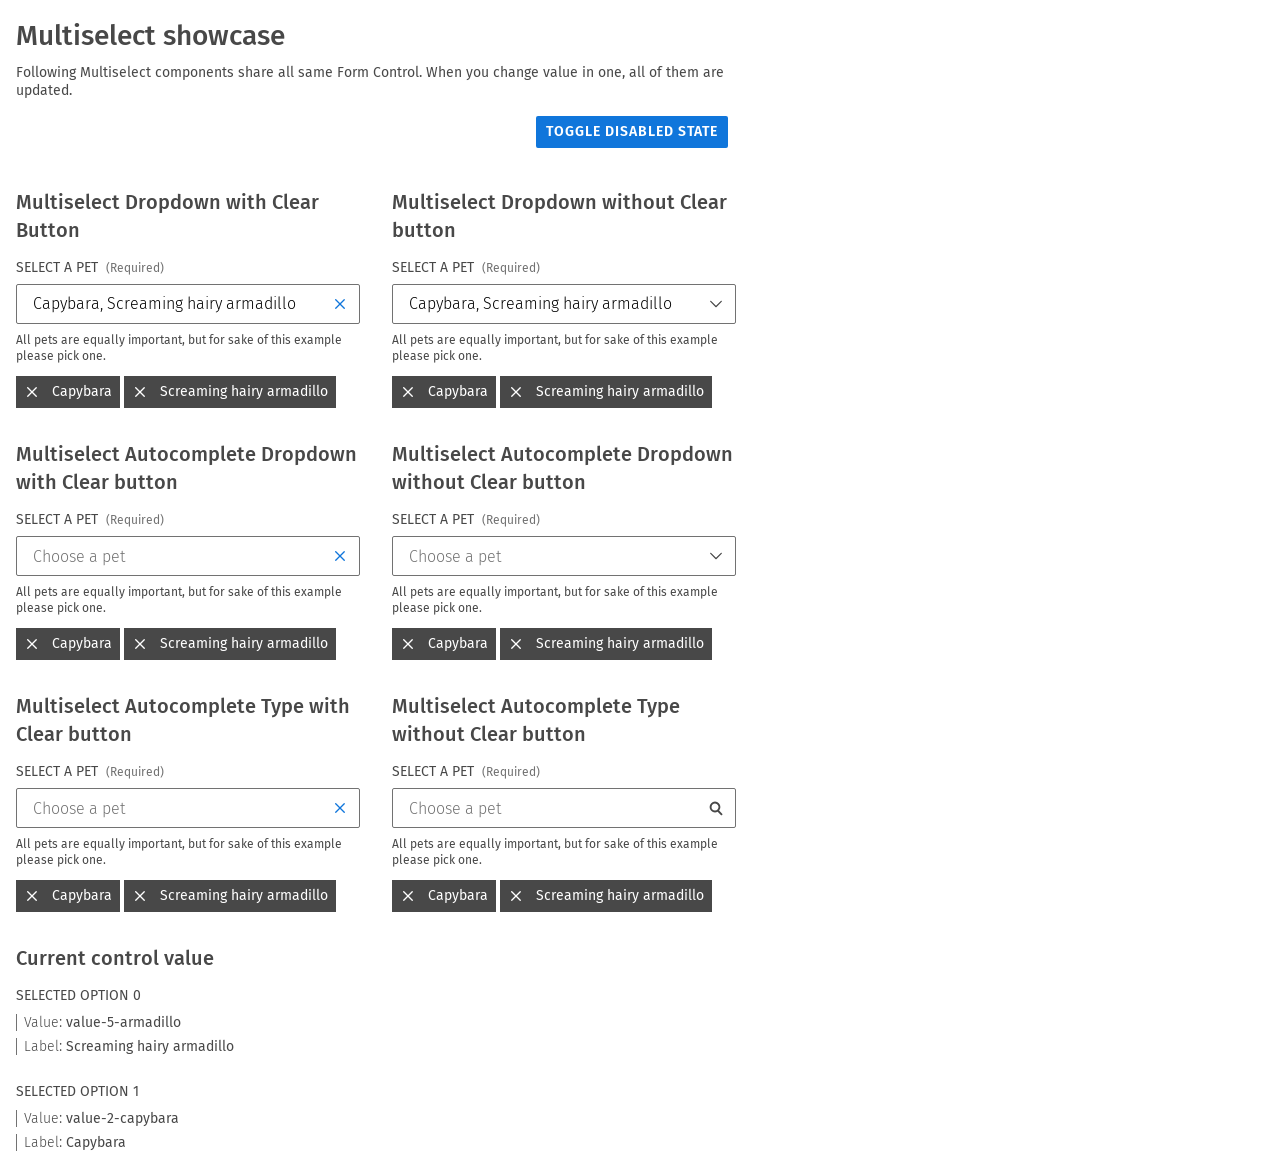 Multiselect showcase
Following Multiselect components share all same Form Control. When you change value in one, all of them are
updated.
TOGGLE DISABLED STATE
Multiselect Dropdown with Clear
Button
SELECT A PET (Required)
Capybara, Screaming hairy armadillo
All pets are equally important, but for sake of this example
please pick one.
Capybara
Screaming hairy armadillo
Multiselect Dropdown without Clear
button
SELECT A PET (Required)
Capybara, Screaming hairy armadillo
All pets are equally important, but for sake of this example
please pick one.
Capybara
Screaming hairy armadillo
Multiselect Autocomplete Dropdown
with Clear button
SELECT A PET (Required)
Choose a pet
All pets are equally important, but for sake of this example
please pick one.
Capybara
Screaming hairy armadillo
Multiselect Autocomplete Dropdown
without Clear button
SELECT A PET (Required)
Choose a pet
All pets are equally important, but for sake of this example
please pick one.
Capybara
Screaming hairy armadillo
Multiselect Autocomplete Type with
Clear button
SELECT A PET (Required)
Choose a pet
All pets are equally important, but for sake of this example
please pick one.
Capybara
Screaming hairy armadillo
Multiselect Autocomplete Type
without Clear button
SELECT A PET (Required)
Choose a pet
All pets are equally important, but for sake of this example
please pick one.
Capybara
Screaming hairy armadillo
Current control value
SELECTED OPTION 0
Value: value-5-armadillo
Label: Screaming hairy armadillo
SELECTED OPTION 1
Value: value-2-capybara
Label: Capybara